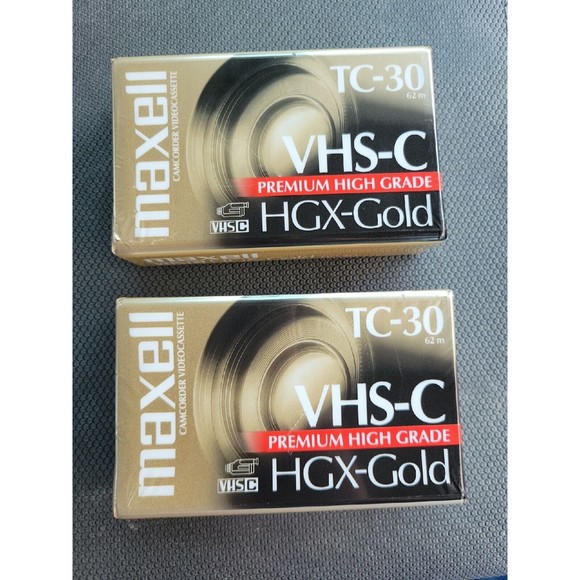 maxell
CAMCORDER VIDEOCASSETTE
TC-30
62 m
VHS-C
PREMIUM HIGH GRADE
HGX-Gold
VHS C
maxell
maxell
CAMCORDER VIDEOCASSETTE
TC-30
62 m
VHS-C
PREMIUM HIGH GRADE
HGX-Gold
VHS C